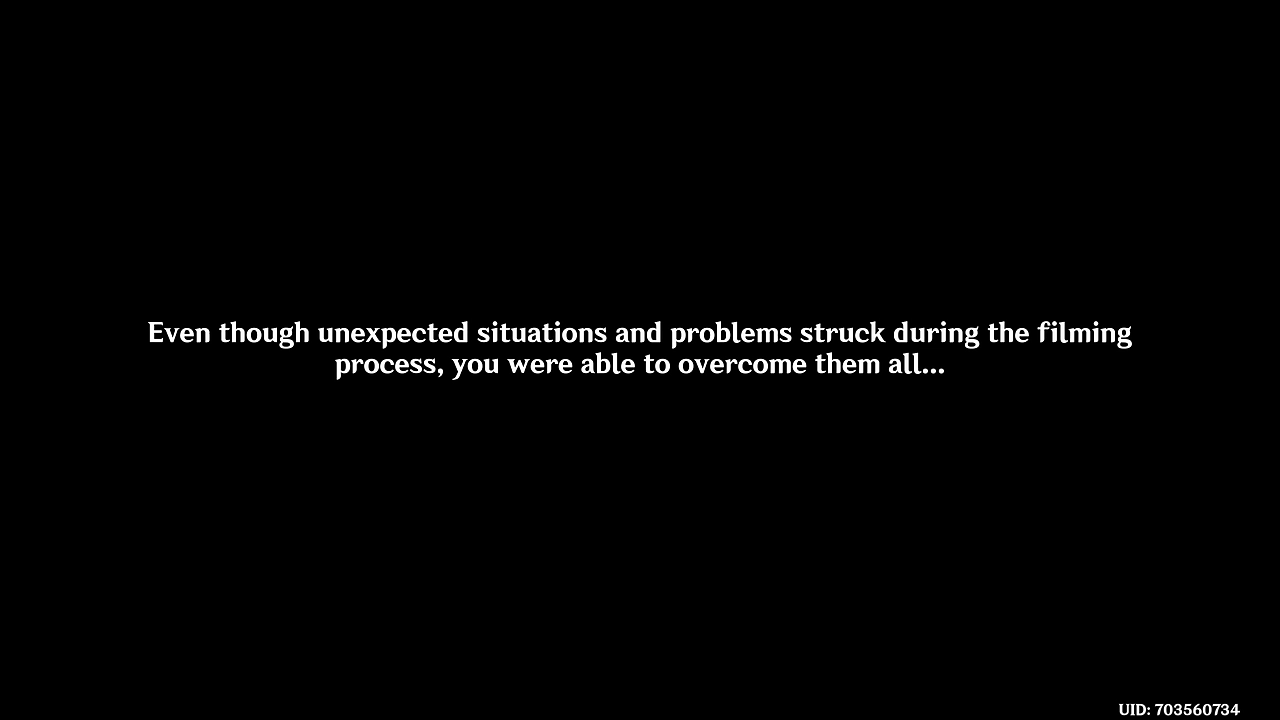 Even though unexpected situations and problems struck during the filming
process, you were able to overcome them all...
UID: 703560734